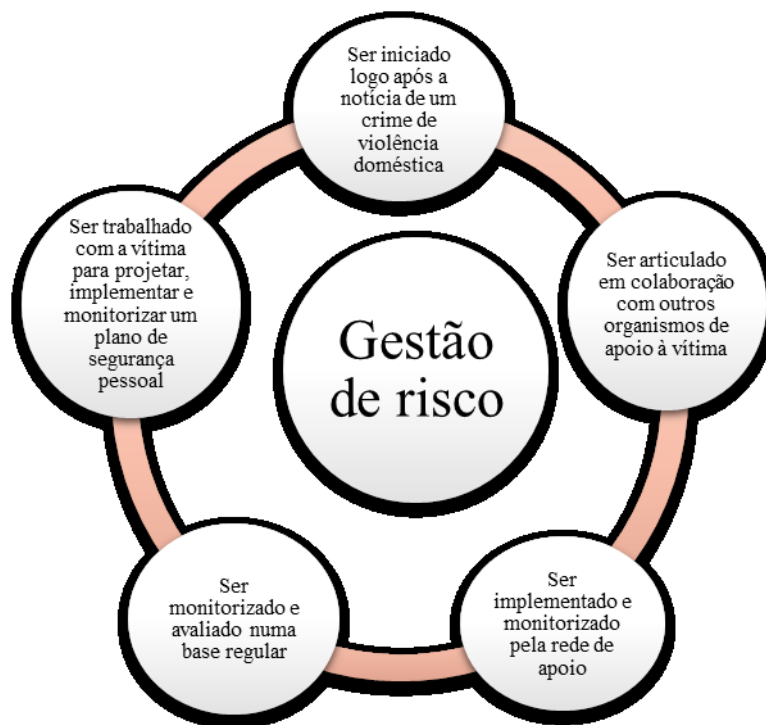 Ser iniciado
logo após a
notícia de um
crime de
violência
doméstica
Ser articulado
em colaboração
com outros
organismos de
apoio à vítima
Ser
implementado e
monitorizado
pela rede de
apoio
Ser
monitorizado e
avaliado numa
base regular
Ser trabalhado
com a vítima
para projetar,
implementar e
monitorizar um
plano de
segurança
pessoal
Gestão
de risco